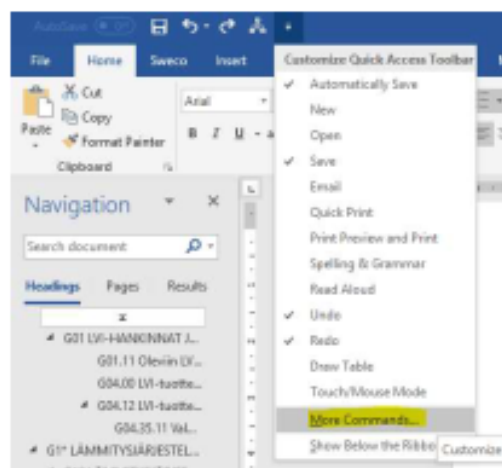 AutoSave
File Home Sweco Insert
Customize Quick Access Toolbar
Cut
Copy
Paste
Format Painter
Clipboard
Arial
B I U
Automatically Save
New
Open
Save
Email
Quick Print
Print Preview and Print
Spelling & Grammar
Read Aloud
Undo
Redo
Draw Table
Touch/Mouse Mode
More Commands...
Show Below the Ribbo
Customize
Navigation
Search document
Headings Pages Results
G01 LVI-HANKINNAT J...
G01.11 Oleviin LV...
G04.00 LVI-tuotte...
G04.12 LVI-tuotte...
G04.35.11 Val...
G1* LÄMMITYSJÄRJESTEL...